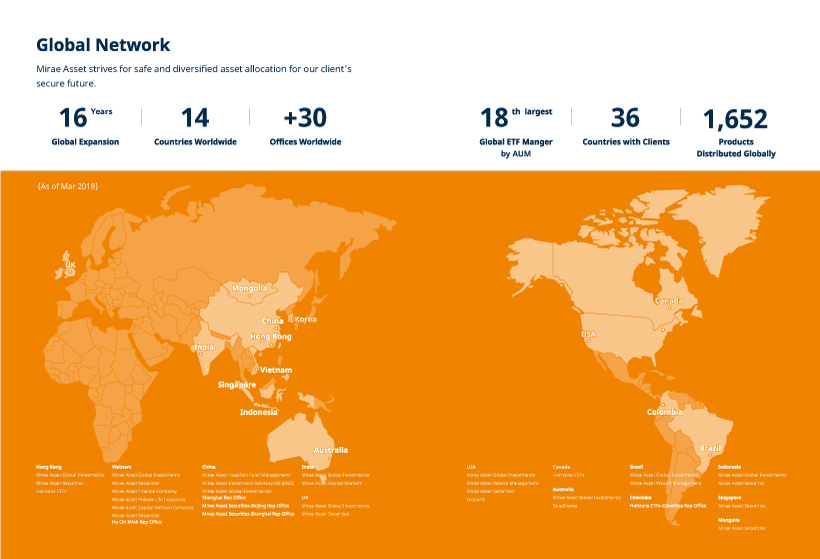 Global Network
Mirae Asset strives for safe and diversified asset allocation for our client's
secure future.
16 Years
Global Expansion
14
Countries Worldwide
+30
Offices Worldwide
18 th largest
Global ETF Manger
by AUM
36
Countries with Clients
1,652
Products
Distributed Globally
(As of Mar 2019)
UK
Mongolia
China
Korea
Hong Kong
India
Vietnam
Singapore
Indonesia
Australia
Canada
USA
Colombia
Brazil
Hong Kong
Mirae Asset Global Investments
Mirae Asset Securities
Horizons ETFs
Vietnam
Mirae Asset Global Investments
Mirae Asset Securities
Mirae Asset Finance Company
Mirae Asset Prévoir Life Insurance
Mirae Asset Capital Vietnam Company
Mirae Asset Securities
Ho Chi Minh Rep Office
China
Mirae Asset Huachen Fund Management
Mirae Asset Investment Advisory (BEIJING)
Mirae Asset Global Investments
Shanghai Rep Office
Mirae Asset Securities-Beijing Rep Office
Mirae Asset Securities-Shanghai Rep Office
India
Mirae Asset Global Investments
Mirae Asset Capital Markets
UK
Mirae Asset Global Investments
Mirae Asset Securities
USA
Mirae Asset Global Investments
Mirae Asset Wealth Management
Mirae Asset Securities
Global X
Canada
Horizons ETFs
Australia
Mirae Asset Global Investments
BetaShares
Brazil
Mirae Asset Global Investments
Mirae Asset Wealth Management
Colombia
Horizons ETFs-Colombia Rep Office
Indonesia
Mirae Asset Global Investments
Mirae Asset Securitas
Singapore
Mirae Asset Securities
Mongolia
Mirae Asset Securities